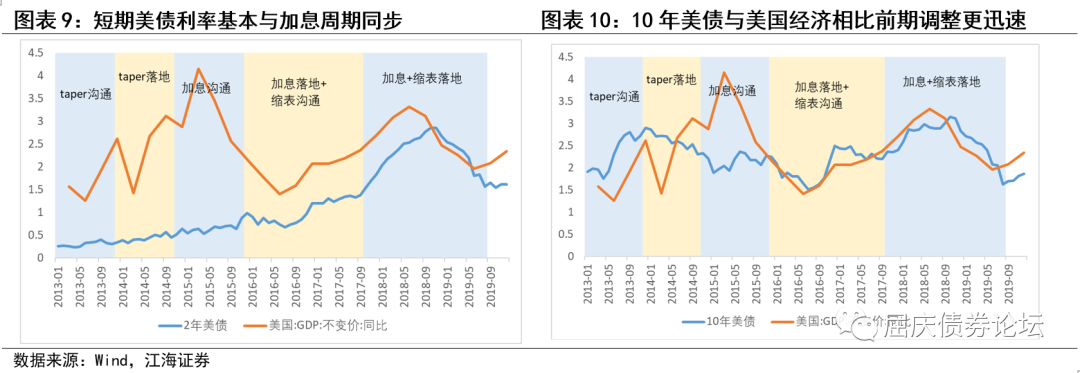 图表 9：短期美债利率基本与加息周期同步
4.5
4
3.5
3
2.5
2
1.5
1
0.5
0
taper沟通
taper落地
加息沟通
加息落地+
缩表沟通
加息+缩表落地
2013-01
2013-05
2013-09
2014-01
2014-05
2014-09
2015-01
2015-05
2015-09
2016-01
2016-05
2016-09
2017-01
2017-05
2017-09
2018-01
2018-05
2018-09
2019-01
2019-05
2019-09
2年美债
美国:GDP:不变价:同比
图表 10：10 年美债与美国经济相比前期调整更迅速
4.5
4
3.5
3
2.5
2
1.5
1
0.5
0
taper沟通
taper落地
加息沟通
加息落地+
缩表沟通
加息+缩表落地
2013-01
2013-05
2013-09
2014-01
2014-05
2014-09
2015-01
2015-05
2015-09
2016-01
2016-05
2016-09
2017-01
2017-05
2017-09
2018-01
2018-05
2018-09
2019-01
2019-05
2019-09
10年美债
美国:GD
价:
屈庆债券论坛
数据来源：Wind，江海证券